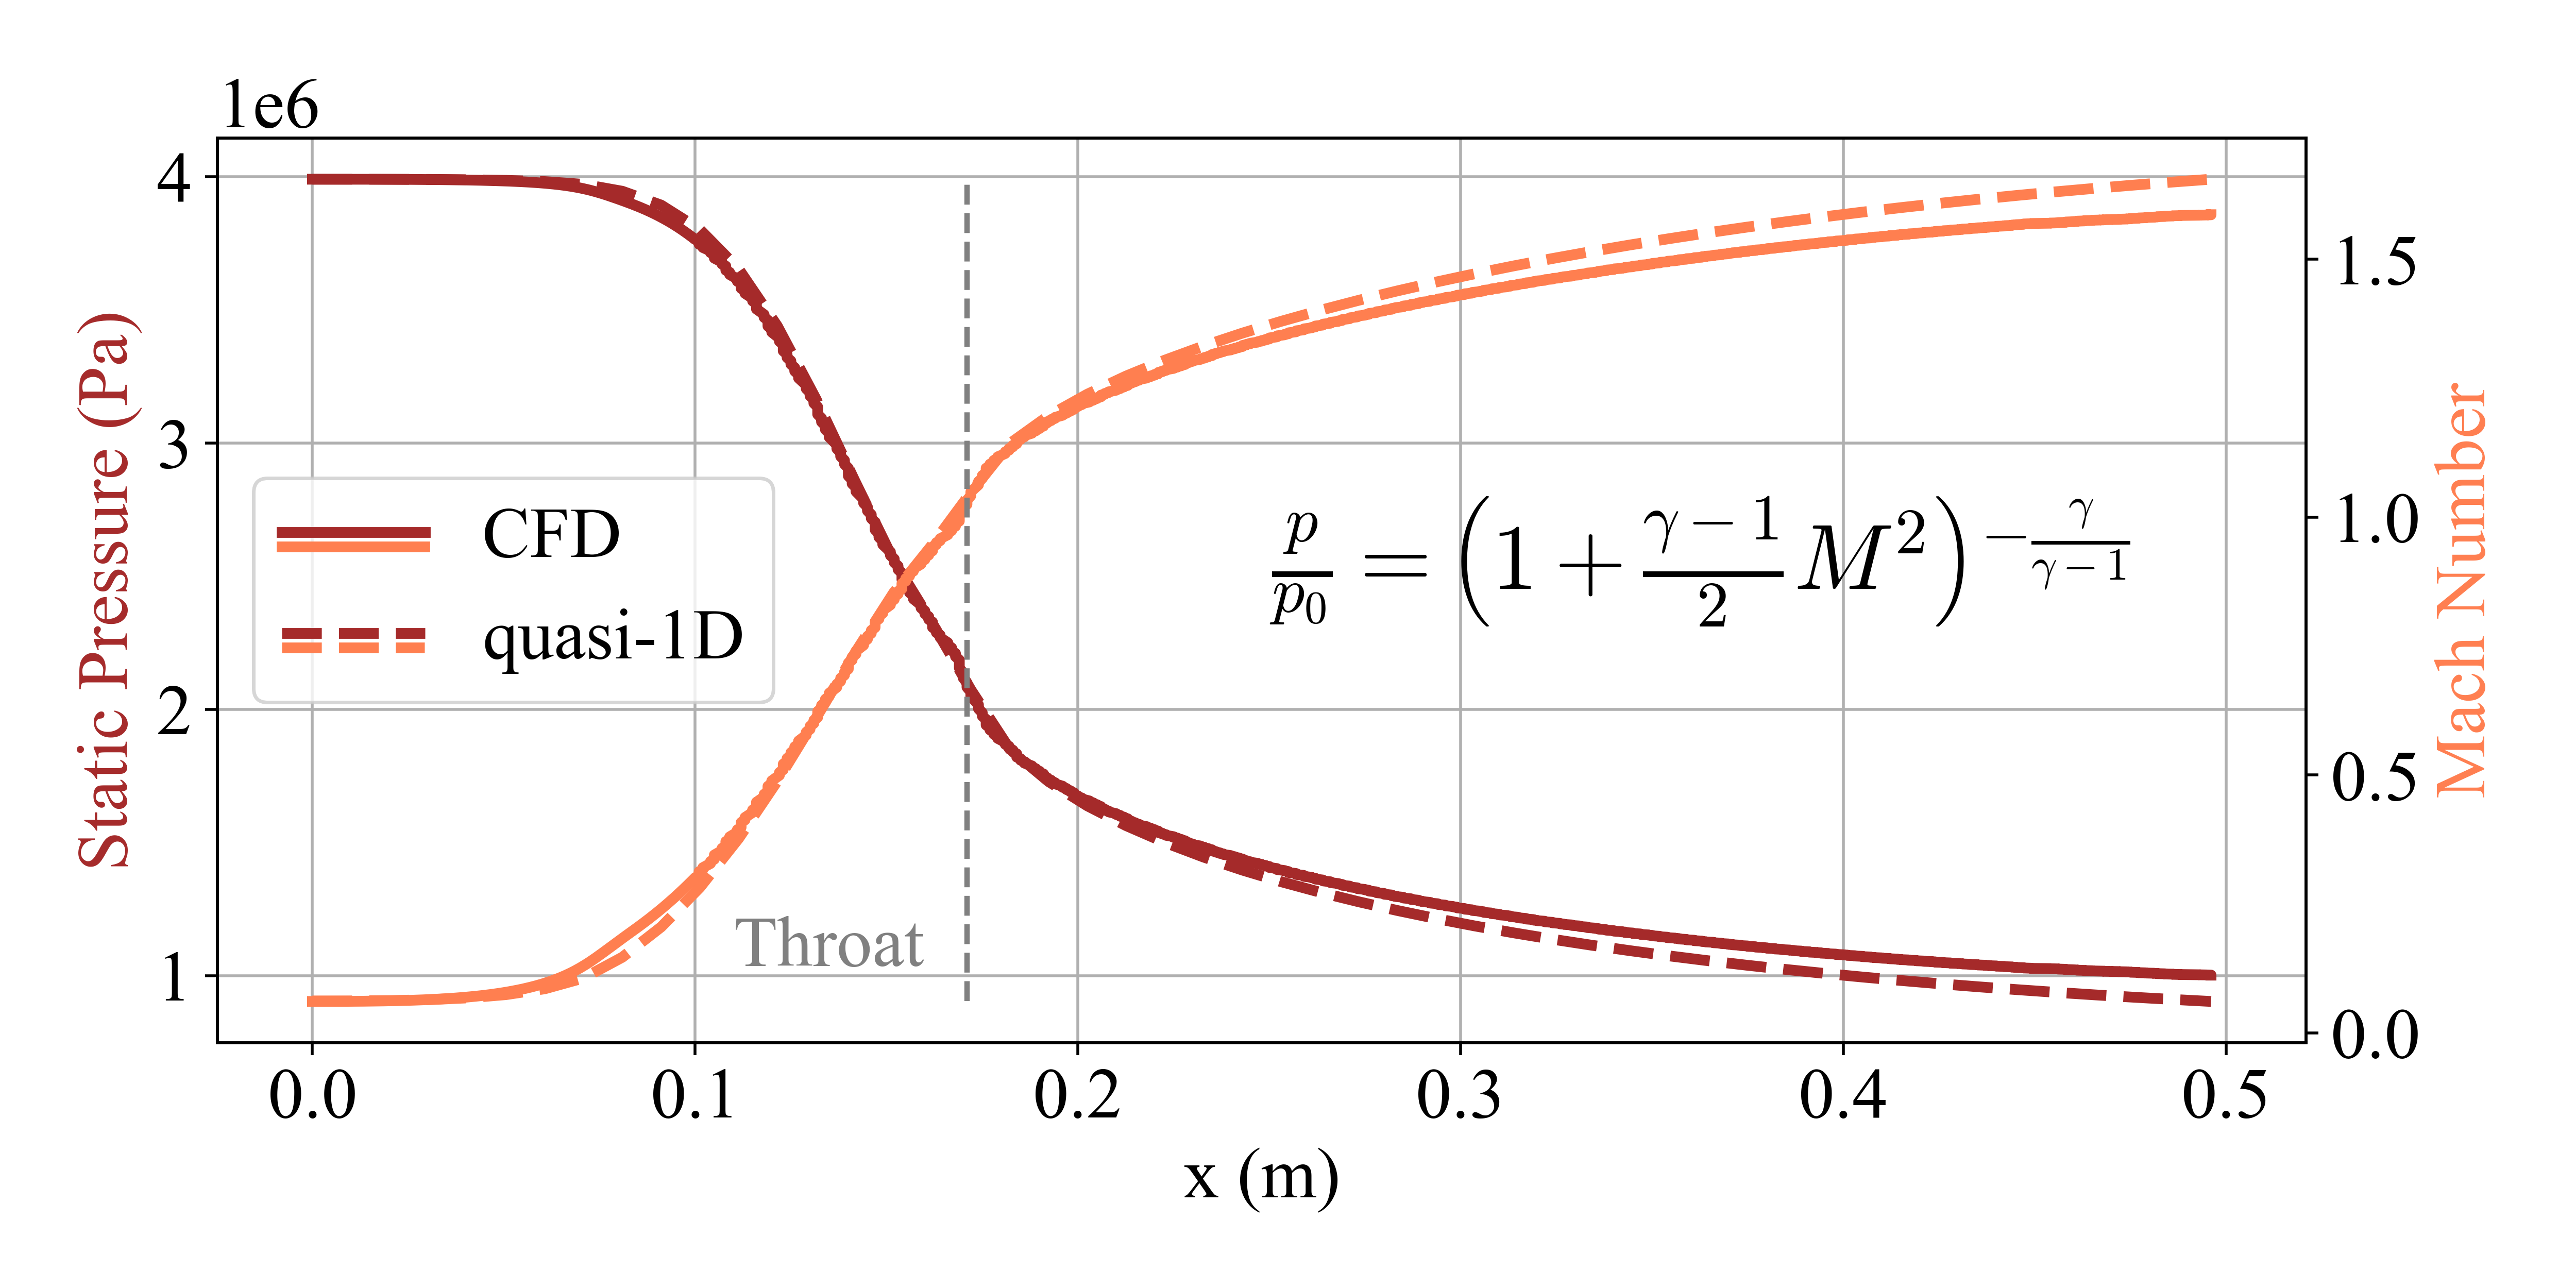 1e6
4
3
2
1
Static Pressure (Pa)
CFD
quasi-1D
Throat
p/p₀ = (1 + (γ − 1)/2 M²)^(−γ/(γ − 1))
1.5
1.0
0.5
0.0
Mach Number
0.0 0.1 0.2 0.3 0.4 0.5
x (m)